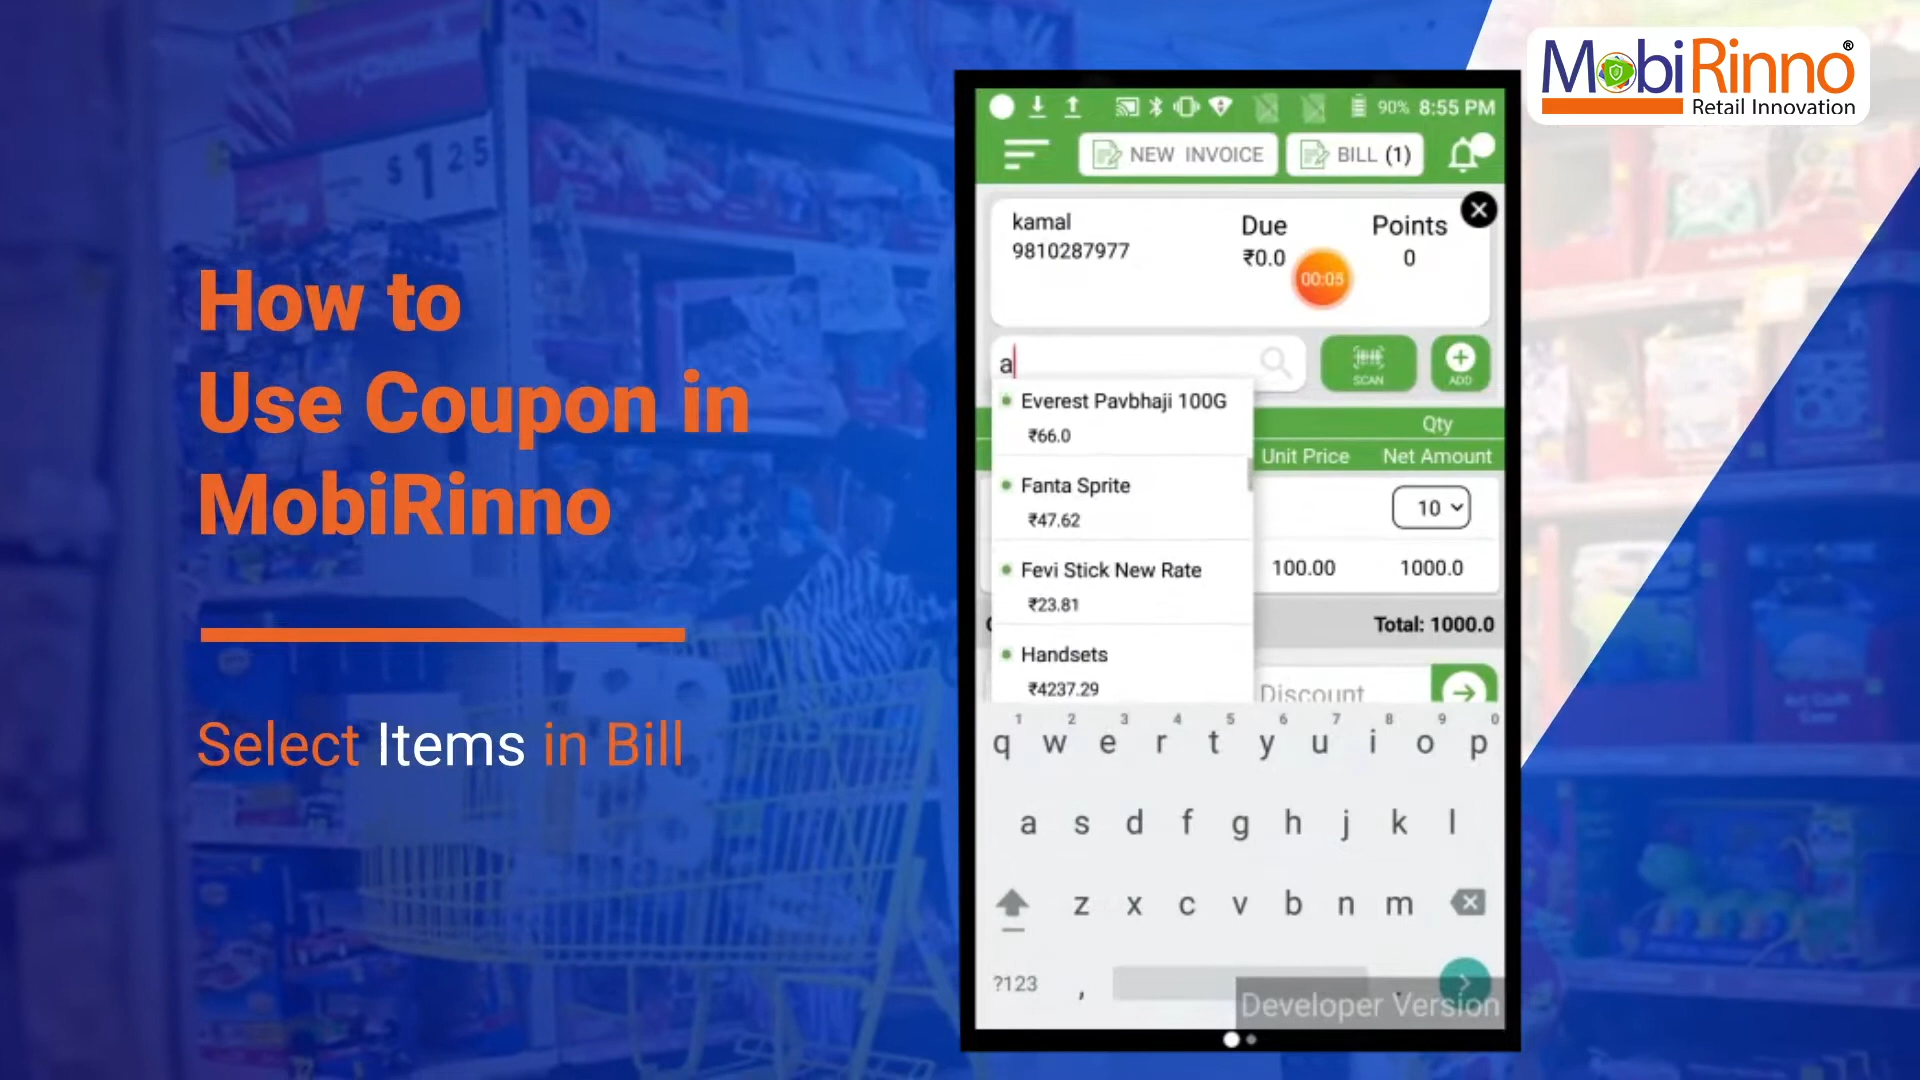 How to
Use Coupon in
MobiRinno
Select Items in Bill
MobiRinno®
Retail Innovation
90% 8:55 PM
NEW INVOICE
BILL (1)
kamal
9810287977
Due
₹0.0
Points
0
00:05
a
SCAN
ADD
Everest Pavbhaji 100G
₹66.0
Fanta Sprite
₹47.62
Fevi Stick New Rate
₹23.81
Handsets
₹4237.29
Qty
Unit Price Net Amount
10
100.00 1000.0
Total: 1000.0
Discount
1 2 3 4 5 6 7 8 9 0
q w e r t y u i o p
a s d f g h j k l
z x c v b n m
?123 , .
Developer Version
$1 25